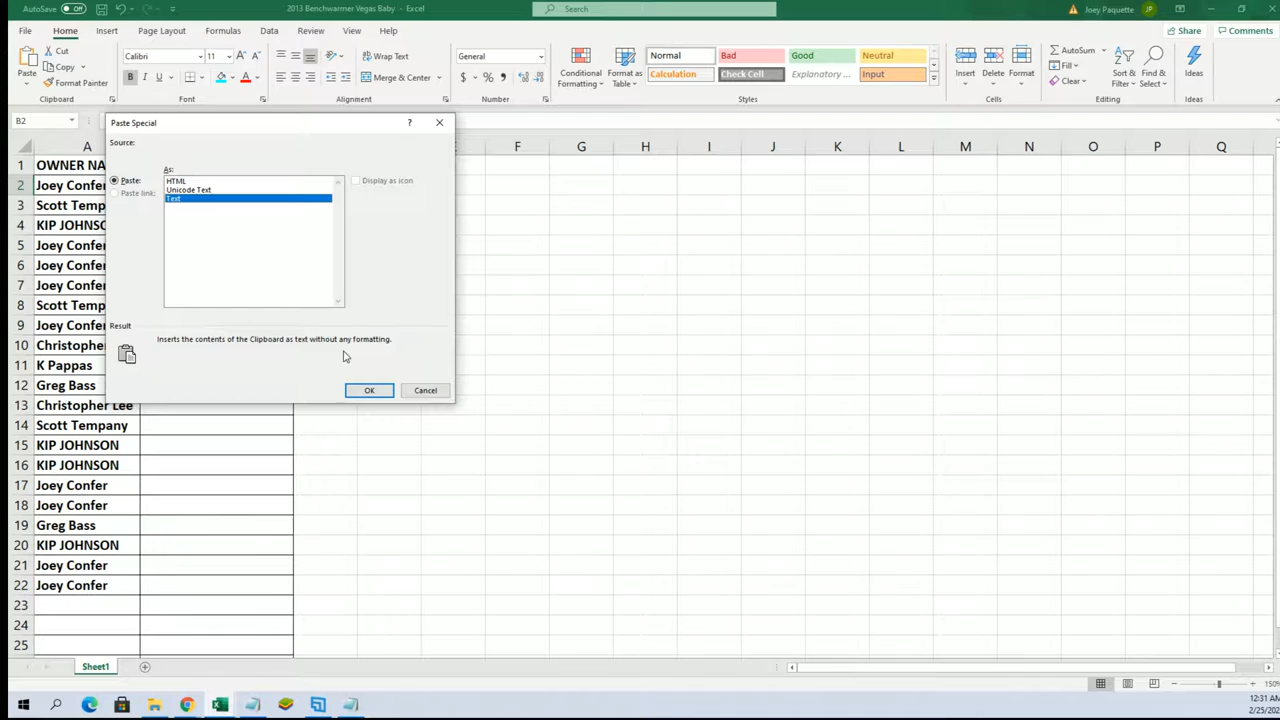 AutoSave Off 2013 Benchwarmer Vegas Baby - Excel Search Joey Paquette JP
File Home Insert Page Layout Formulas Data Review View Help Share Comments
Paste Cut Copy Format Painter Clipboard
Calibri 11 A A B I U A Font
Wrap Text Merge & Center Alignment
General $ % , Number
Conditional Formatting Format as Table
Normal Bad Good Neutral
Calculation Check Cell Explanatory ... Input
Styles
Insert Delete Format Cells
AutoSum Fill Clear Sort & Filter Find & Select Editing
Ideas Ideas
B2
A F G H I J K L M N O P Q
Paste Special ? ×
Source:
As:
Paste:
Paste link:
HTML
Unicode Text
Text
Display as icon
Result
Inserts the contents of the Clipboard as text without any formatting.
OK Cancel
1 OWNER NA
2 Joey Confer
3 Scott Temp
4 KIP JOHNSO
5 Joey Confer
6 Joey Confer
7 Joey Confer
8 Scott Temp
9 Joey Confer
10 Christopher
11 K Pappas
12 Greg Bass
13 Christopher Lee
14 Scott Tempany
15 KIP JOHNSON
16 KIP JOHNSON
17 Joey Confer
18 Joey Confer
19 Greg Bass
20 KIP JOHNSON
21 Joey Confer
22 Joey Confer
23
24
25
Sheet1
150%
12:31 AM
2/25/202